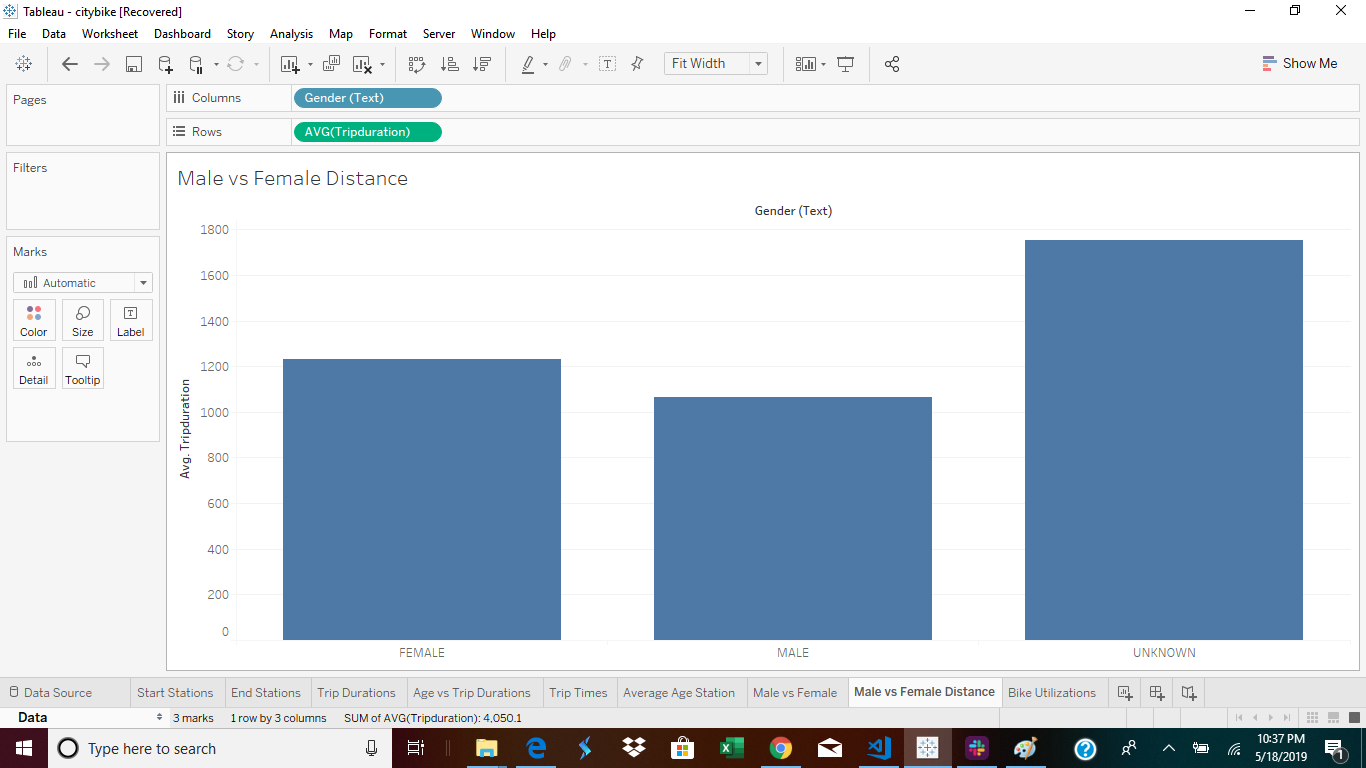 Tableau - citybike [Recovered]
File Data Worksheet Dashboard Story Analysis Map Format Server Window Help
Fit Width Show Me
Pages
Columns Gender (Text)
Rows AVG(Tripduration)
Filters
Marks
Automatic
Color Size Label
Detail Tooltip
Male vs Female Distance
Gender (Text)
1800
1600
1400
1200
1000
800
600
400
200
0
Avg. Tripduration
FEMALE MALE UNKNOWN
Data Source Start Stations End Stations Trip Durations Age vs Trip Durations Trip Times Average Age Station Male vs Female Male vs Female Distance Bike Utilizations
Data 3 marks 1 row by 3 columns SUM of AVG(Tripduration): 4,050.1
Type here to search
10:37 PM
5/18/2019
1